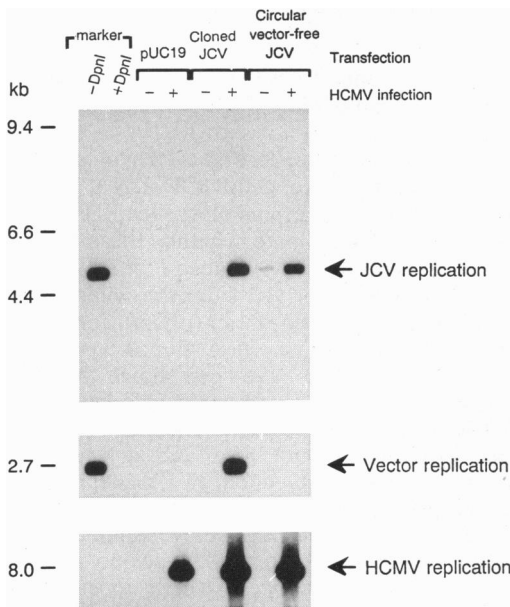 marker
-DpnI
+DpnI
pUC19
Cloned
JCV
Circular
vector-free
JCV
Transfection
kb
- + - + - +
HCMV infection
9.4
6.6
JCV replication
4.4
2.7
Vector replication
8.0
HCMV replication